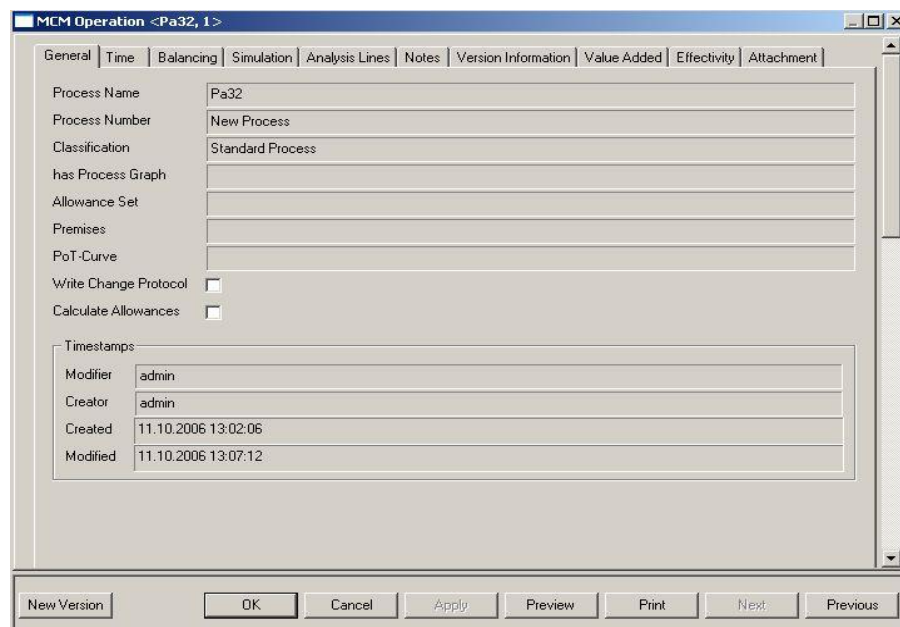 MCM Operation <Pa32, 1>
General Time Balancing Simulation Analysis Lines Notes Version Information Value Added Effectivity Attachment
Process Name Pa32
Process Number New Process
Classification Standard Process
has Process Graph
Allowance Set
Premises
PoT-Curve
Write Change Protocol
Calculate Allowances
Timestamps
Modifier admin
Creator admin
Created 11.10.2006 13:02:06
Modified 11.10.2006 13:07:12
New Version OK Cancel Apply Preview Print Next Previous